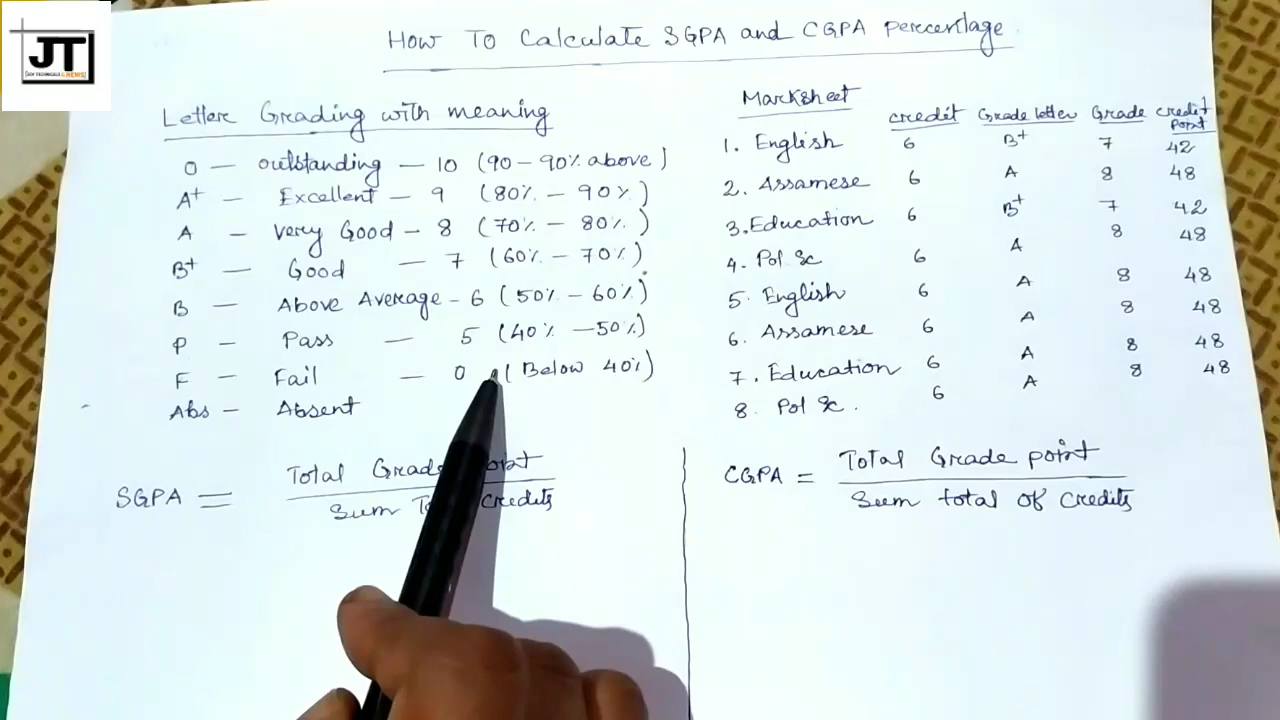 JT
How To Calculate SGPA and CGPA percentage
Letter Grading with meaning
O — outstanding — 10 (90 – 90% above)
A+ — Excellent — 9 (80% – 90%)
A — Very Good – 8 (70% – 80%)
B+ — Good — 7 (60% – 70%)
B — Above Average – 6 (50% – 60%)
P — Pass — 5 (40% – 50%)
F — Fail — 0 (Below 40%)
Abs – Absent
SGPA = Total Grade point
Sum Credits
Marksheet credit Grade letter Grade credit point
1. English 6 B+ 7 42
2. Assamese 6 A 8 48
3. Education 6 B+ 7 42
4. Pol Sc 6 A 8 48
5. English 6 A 8 48
6. Assamese 6 A 8 48
7. Education 6 A 8 48
8. Pol Sc. 6 A 8 48
CGPA = Total Grade point
Sum total of credits